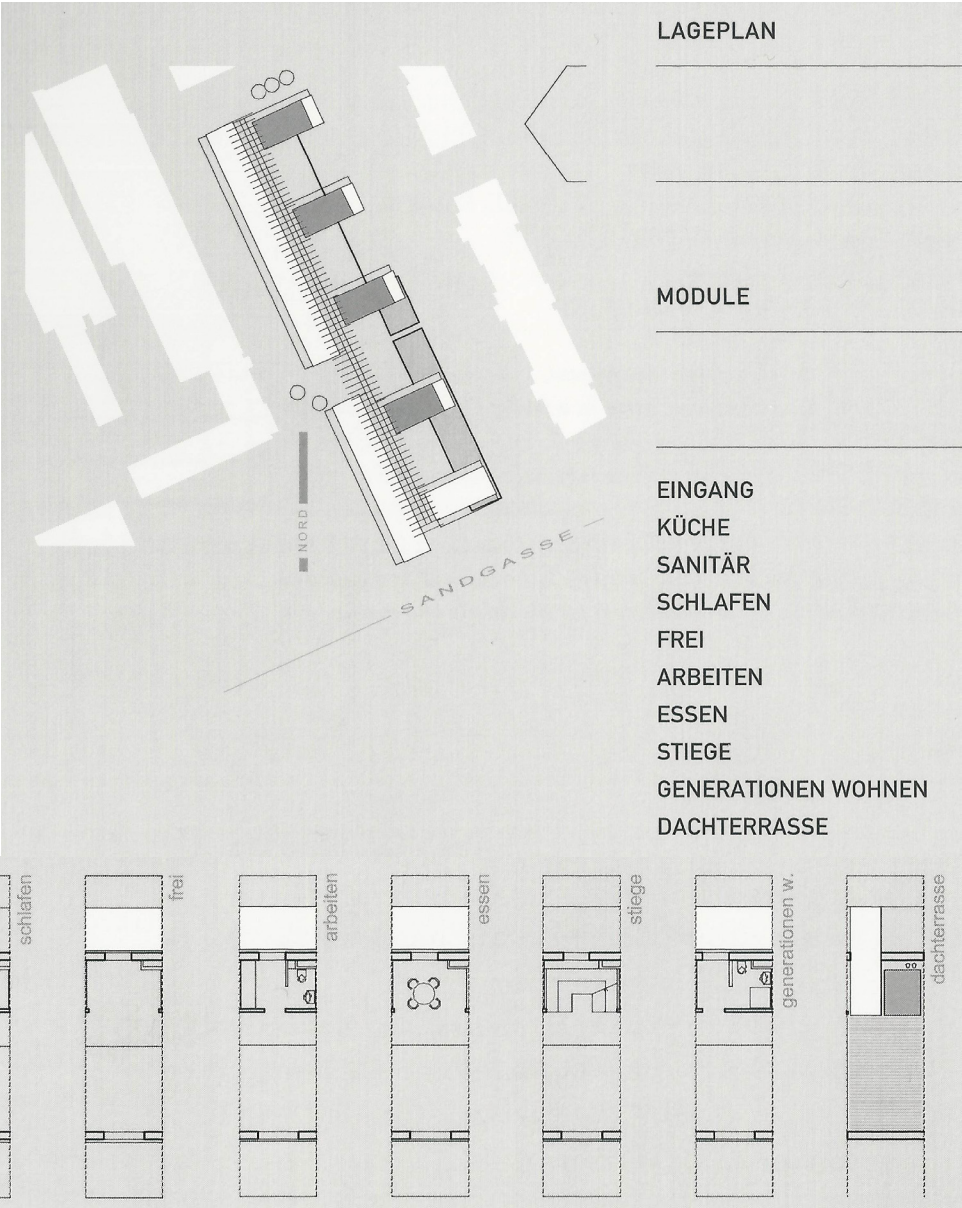 LAGEPLAN
MODULE
EINGANG
KÜCHE
SANITÄR
SCHLAFEN
FREI
ARBEITEN
ESSEN
STIEGE
GENERATIONEN WOHNEN
DACHTERRASSE
NORD
SANDGASSE
schlafen
frei
arbeiten
essen
stiege
generationen w.
dachterrasse